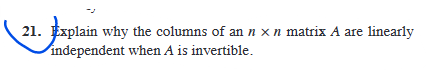 21. Explain why the columns of an n × n matrix A are linearly
independent when A is invertible.